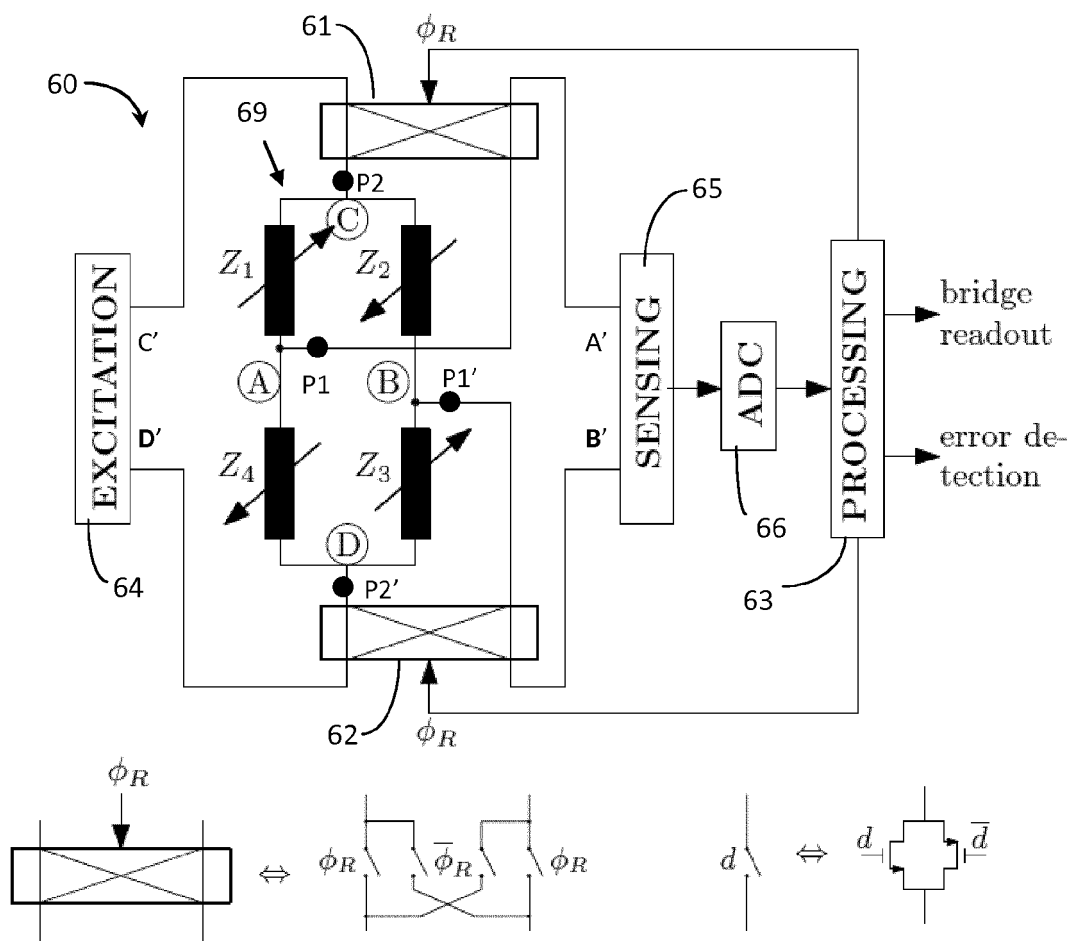 61
ϕR
60
69
P2
65
C
Z1
Z2
bridge
readout
C’
A’
A
P1
B
P1’
EXCITATION
SENSING
ADC
PROCESSING
D’
B’
error de-
tection
Z4
Z3
D
66
64
P2’
63
62
ϕR
ϕR
⇔
ϕR
ϕ̅R
ϕR
d
⇔
d
d̅